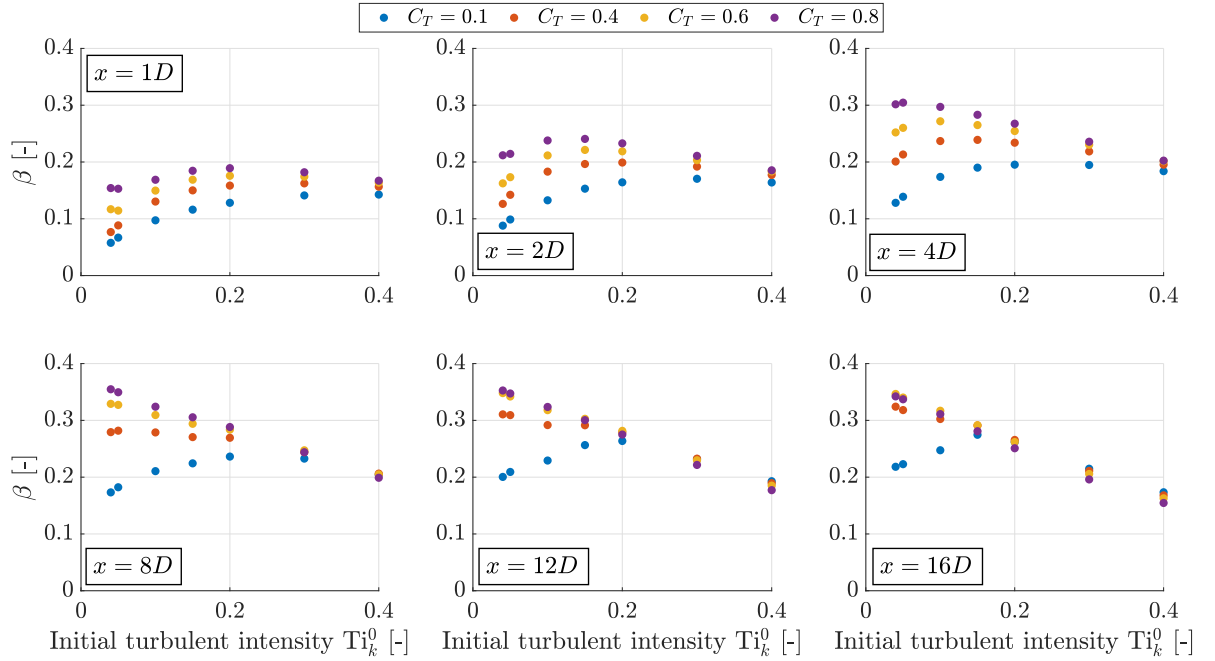 C_T = 0.1 C_T = 0.4 C_T = 0.6 C_T = 0.8
0.4 0.4 0.4
x = 1D
0.3 0.3 0.3
β [-]
0.2 0.2 0.2
0.1 0.1 0.1
x = 2D x = 4D
0 0 0
0 0.2 0.4 0 0.2 0.4 0 0.2 0.4
0.4 0.4 0.4
0.3 0.3 0.3
β [-]
0.2 0.2 0.2
0.1 0.1 0.1
x = 8D x = 12D x = 16D
0 0 0
0 0.2 0.4 0 0.2 0.4 0 0.2 0.4
Initial turbulent intensity Ti_k^0 [-] Initial turbulent intensity Ti_k^0 [-] Initial turbulent intensity Ti_k^0 [-]